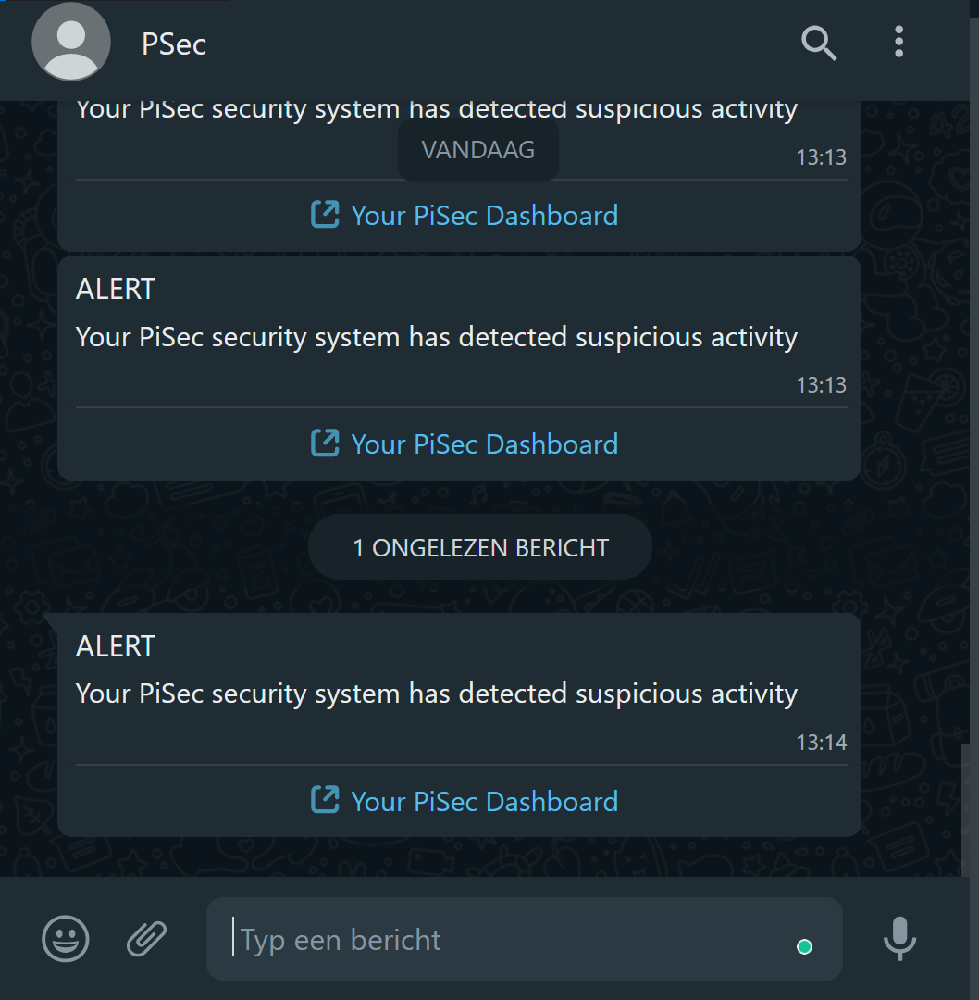 PSec
Your PiSec security system has detected suspicious activity
VANDAAG
13:13
Your PiSec Dashboard
ALERT
Your PiSec security system has detected suspicious activity
13:13
Your PiSec Dashboard
1 ONGELEZEN BERICHT
ALERT
Your PiSec security system has detected suspicious activity
13:14
Your PiSec Dashboard
Typ een bericht